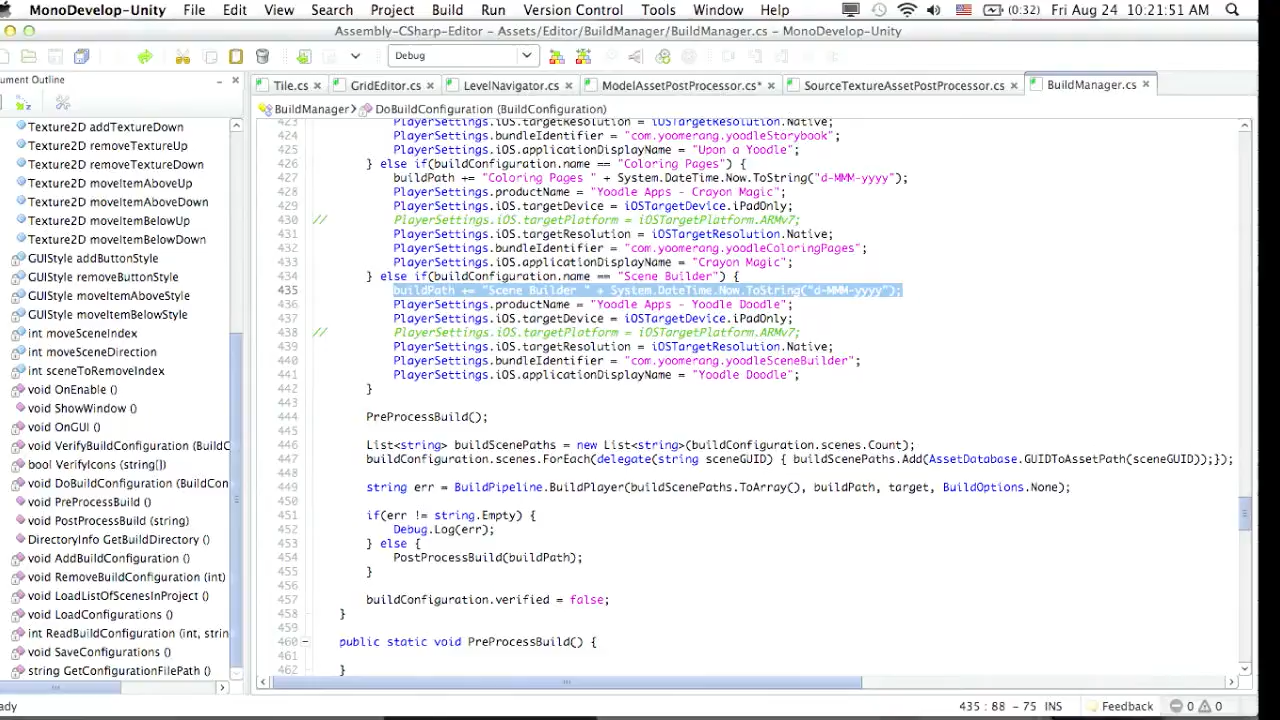 MonoDevelop-Unity File Edit View Search Project Build Run Version Control Tools Window Help (0:32) Fri Aug 24 10:21:51 AM
Assembly-CSharp-Editor - Assets/Editor/BuildManager/BuildManager.cs - MonoDevelop-Unity
Debug
ument Outline
Tile.cs GridEditor.cs LevelNavigator.cs ModelAssetPostProcessor.cs* SourceTextureAssetPostProcessor.cs BuildManager.cs
BuildManager DoBuildConfiguration (BuildConfiguration)
Texture2D addTextureDown
Texture2D removeTextureUp
Texture2D removeTextureDown
Texture2D moveItemAboveUp
Texture2D moveItemAboveDown
Texture2D moveItemBelowUp
Texture2D moveItemBelowDown
GUIStyle addButtonStyle
GUIStyle removeButtonStyle
GUIStyle moveItemAboveStyle
GUIStyle moveItemBelowStyle
int moveSceneIndex
int moveSceneDirection
int sceneToRemoveIndex
void OnEnable ()
void ShowWindow ()
void OnGUI ()
void VerifyBuildConfiguration (BuildC
bool VerifyIcons (string[])
void DoBuildConfiguration (BuildCon
void PreProcessBuild ()
void PostProcessBuild (string)
DirectoryInfo GetBuildDirectory ()
void AddBuildConfiguration ()
void RemoveBuildConfiguration (int)
void LoadListOfScenesInProject ()
void LoadConfigurations ()
int ReadBuildConfiguration (int, strin
void SaveConfigurations ()
string GetConfigurationFilePath ()
423 PlayerSettings.iOS.targetResolution = iOSTargetResolution.Native;
424 PlayerSettings.bundleIdentifier = "com.yoomerang.yoodleStorybook";
425 PlayerSettings.iOS.applicationDisplayName = "Upon a Yoodle";
426 } else if(buildConfiguration.name == "Coloring Pages") {
427 buildPath += "Coloring Pages " + System.DateTime.Now.ToString("d-MMM-yyyy");
428 PlayerSettings.productName = "Yoodle Apps - Crayon Magic";
429 PlayerSettings.iOS.targetDevice = iOSTargetDevice.iPadOnly;
430 // PlayerSettings.iOS.targetPlatform = iOSTargetPlatform.ARMv7;
431 PlayerSettings.iOS.targetResolution = iOSTargetResolution.Native;
432 PlayerSettings.bundleIdentifier = "com.yoomerang.yoodleColoringPages";
433 PlayerSettings.iOS.applicationDisplayName = "Crayon Magic";
434 } else if(buildConfiguration.name == "Scene Builder") {
435 buildPath += "Scene Builder " + System.DateTime.Now.ToString("d-MMM-yyyy");
436 PlayerSettings.productName = "Yoodle Apps - Yoodle Doodle";
437 PlayerSettings.iOS.targetDevice = iOSTargetDevice.iPadOnly;
438 // PlayerSettings.iOS.targetPlatform = iOSTargetPlatform.ARMv7;
439 PlayerSettings.iOS.targetResolution = iOSTargetResolution.Native;
440 PlayerSettings.bundleIdentifier = "com.yoomerang.yoodleSceneBuilder";
441 PlayerSettings.iOS.applicationDisplayName = "Yoodle Doodle";
442 }
443
444 PreProcessBuild();
445
446 List<string> buildScenePaths = new List<string>(buildConfiguration.scenes.Count);
447 buildConfiguration.scenes.ForEach(delegate(string sceneGUID) { buildScenePaths.Add(AssetDatabase.GUIDToAssetPath(sceneGUID));});
448
449 string err = BuildPipeline.BuildPlayer(buildScenePaths.ToArray(), buildPath, target, BuildOptions.None);
450
451 if(err != string.Empty) {
452 Debug.Log(err);
453 } else {
454 PostProcessBuild(buildPath);
455 }
456
457 buildConfiguration.verified = false;
458 }
459
460 public static void PreProcessBuild() {
461
462 }
ady 435 : 88 - 75 INS Feedback 0 0